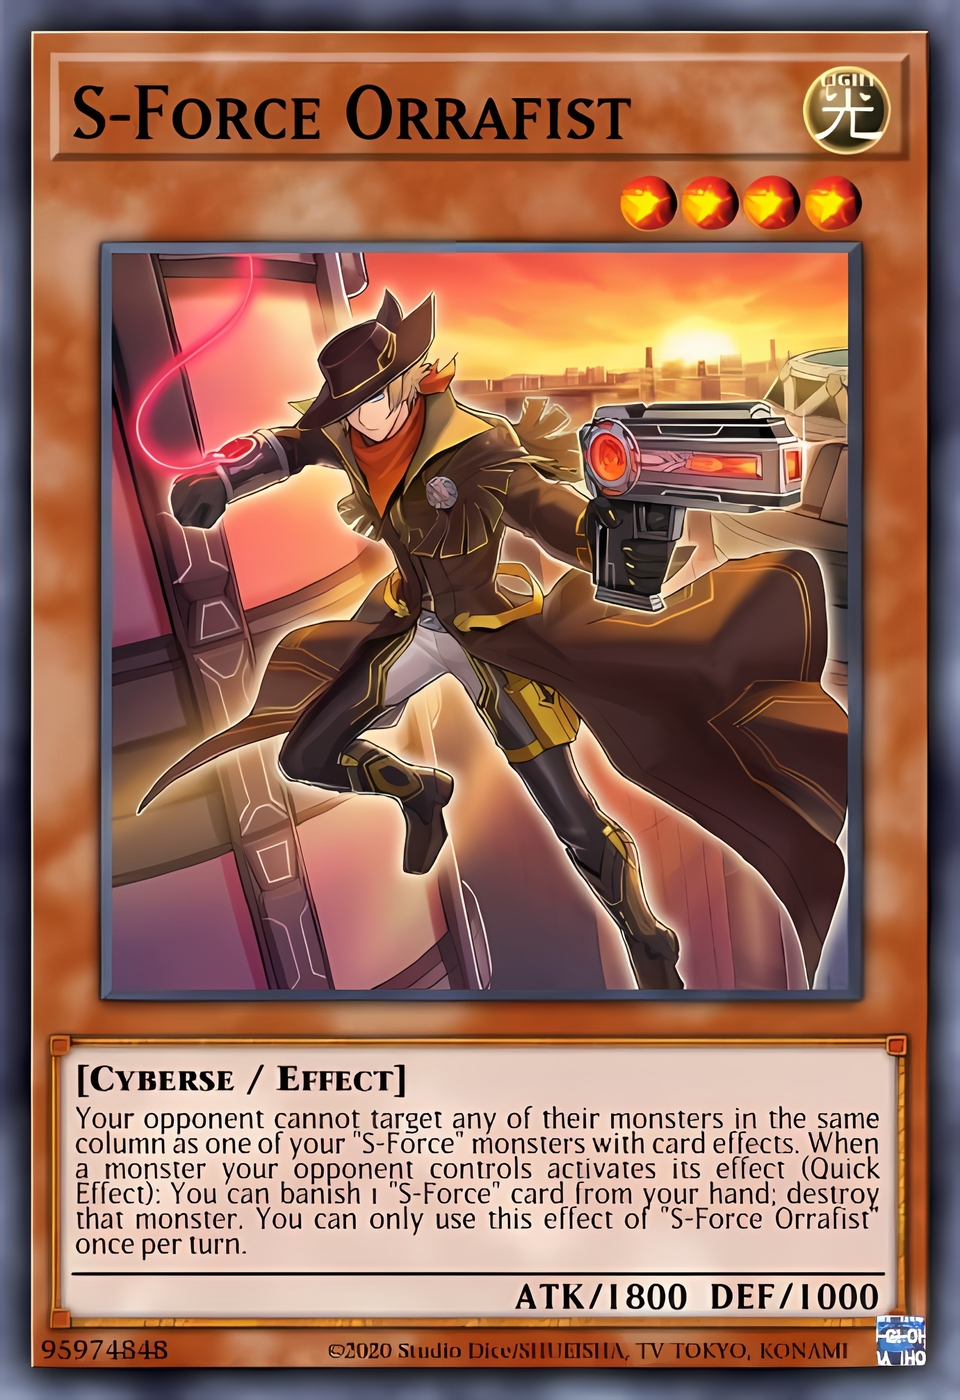 S-Force Orrafist
光
[Cyberse / Effect]
Your opponent cannot target any of their monsters in the same
column as one of your "S-Force" monsters with card effects. When
a monster your opponent controls activates its effect (Quick
Effect): You can banish 1 "S-Force" card from your hand; destroy
that monster. You can only use this effect of "S-Force Orrafist"
once per turn.
ATK/1800 DEF/1000
95974848
©2020 Studio Dice/SHUEISHA, TV TOKYO, KONAMI